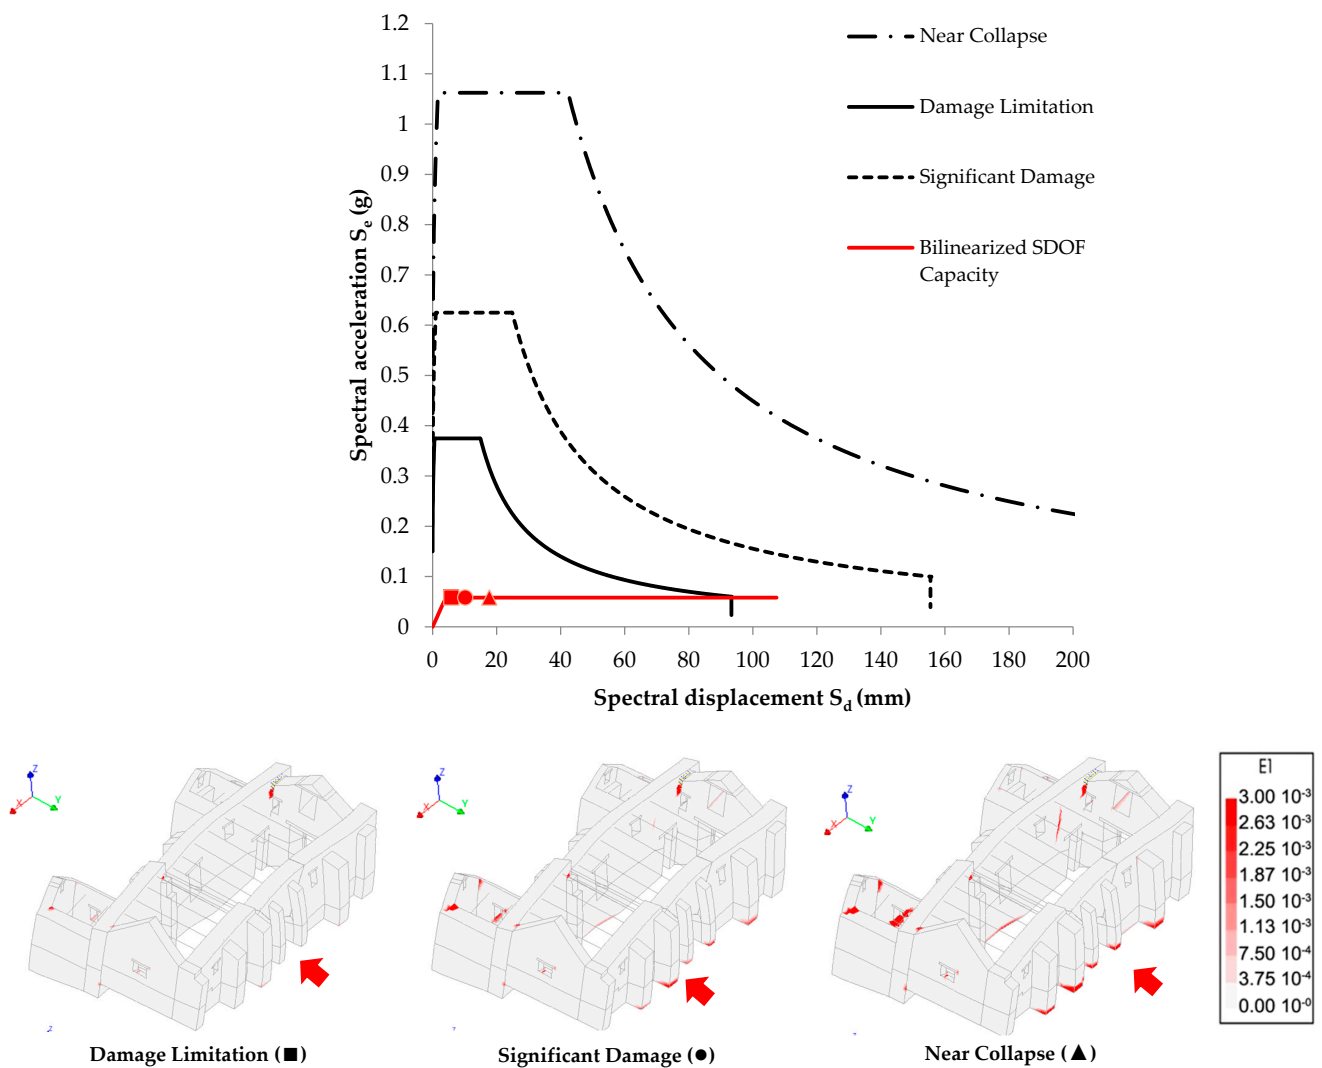 1.2
1.1
1
0.9
0.8
0.7
0.6
0.5
0.4
0.3
0.2
0.1
0
Spectral acceleration Se (g)
0 20 40 60 80 100 120 140 160 180 200
Spectral displacement Sd (mm)
Near Collapse
Damage Limitation
Significant Damage
Bilinearized SDOF
Capacity
Z
X
Y
Z
X
Y
Z
X
Y
E1
3.00 10-3
2.63 10-3
2.25 10-3
1.87 10-3
1.50 10-3
1.13 10-3
7.50 10-4
3.75 10-4
0.00 10-0
Damage Limitation (■)
Significant Damage (●)
Near Collapse (▲)